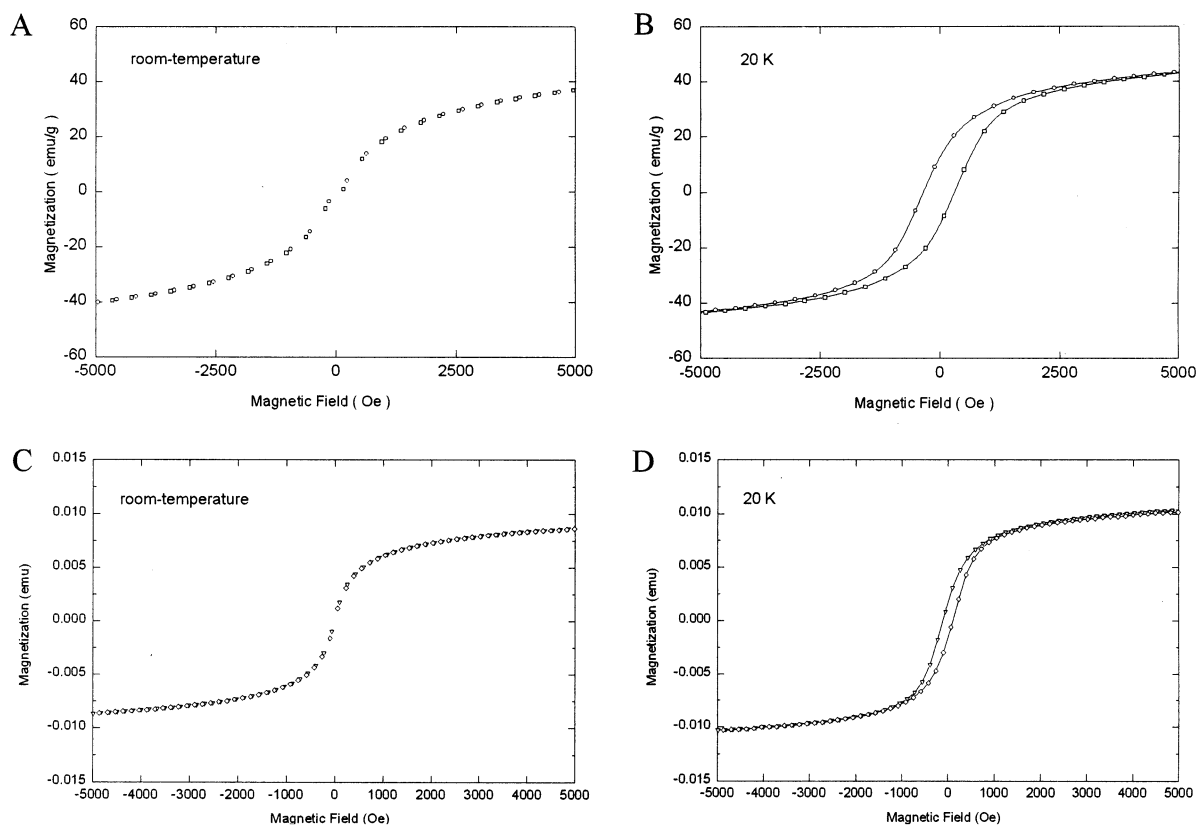 A
60
40
20
0
-20
-40
-60
Magnetization ( emu/g )
room-temperature
-5000 -2500 0 2500 5000
Magnetic Field ( Oe )
B
60
40
20
0
-20
-40
-60
Magnetization ( emu/g )
20 K
-5000 -2500 0 2500 5000
Magnetic Field ( Oe )
C
0.015
0.010
0.005
0.000
-0.005
-0.010
-0.015
Magnetization (emu)
room-temperature
-5000 -4000 -3000 -2000 -1000 0 1000 2000 3000 4000 5000
Magnetic Field (Oe)
D
0.015
0.010
0.005
0.000
-0.005
-0.010
-0.015
Magnetization (emu)
20 K
-5000 -4000 -3000 -2000 -1000 0 1000 2000 3000 4000 5000
Magnetic Field (Oe)